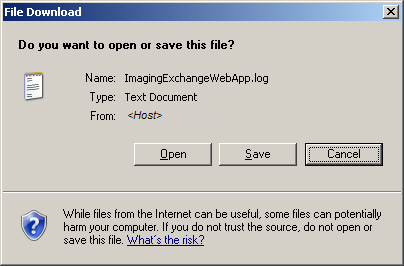 File Download
Do you want to open or save this file?
Name: ImagingExchangeWebApp.log
Type: Text Document
From: <Host>
Open Save Cancel
While files from the Internet can be useful, some files can potentially
harm your computer. If you do not trust the source, do not open or
save this file. What's the risk?